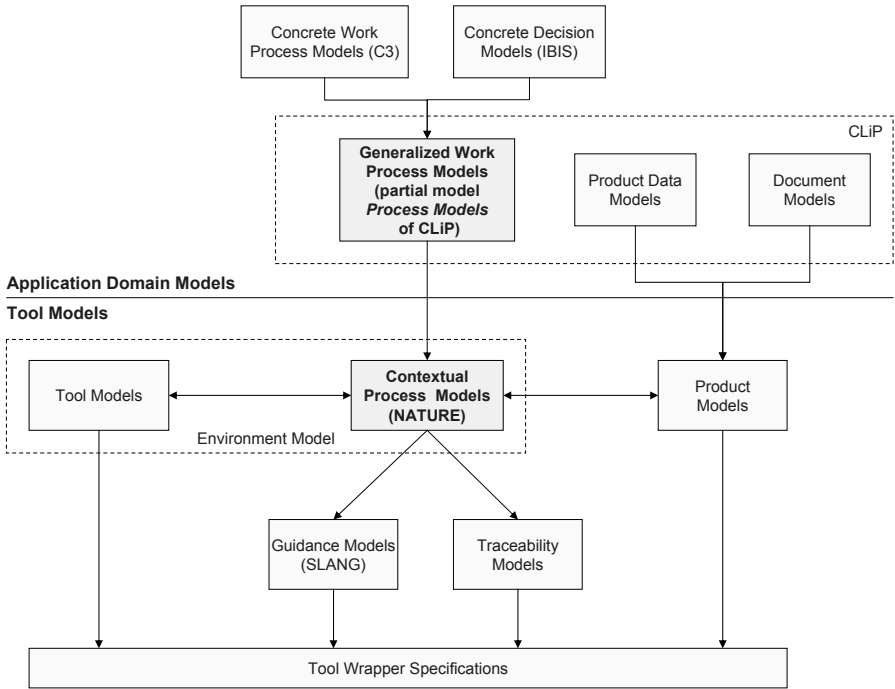 Concrete Work
Process Models (C3)
Concrete Decision
Models (IBIS)
CLiP
Generalized Work
Process Models
(partial model
Process Models
of CLiP)
Product Data
Models
Document
Models
Application Domain Models
Tool Models
Tool Models
Contextual
Process Models
(NATURE)
Product
Models
Environment Model
Guidance Models
(SLANG)
Traceability
Models
Tool Wrapper Specifications